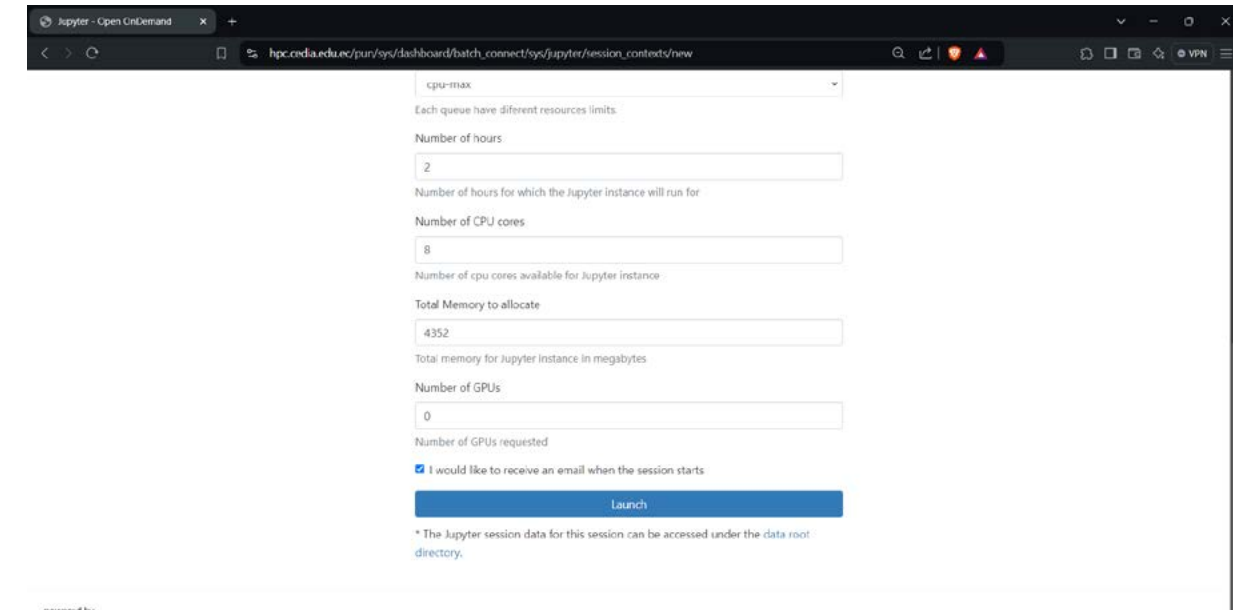 Jupyter - Open OnDemand
hpc.cedia.edu.ec/pun/sys/dashboard/batch_connect/sys/jupyter/session_contexts/new
VPN
cpu-max
Each queue have diferent resources limits.
Number of hours
2
Number of hours for which the Jupyter instance will run for
Number of CPU cores
8
Number of cpu cores available for Jupyter instance
Total Memory to allocate
4352
Total memory for Jupyter instance in megabytes
Number of GPUs
0
Number of GPUs requested
I would like to receive an email when the session starts
Launch
* The Jupyter session data for this session can be accessed under the data root
directory.